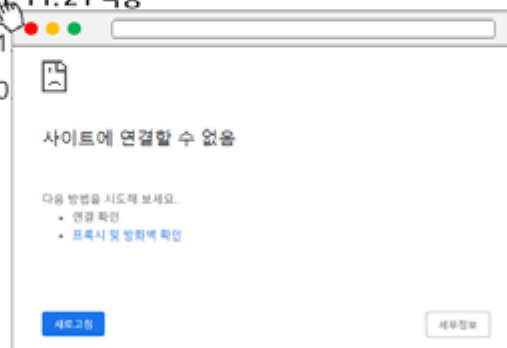 사이트에 연결할 수 없음
다음 방법을 시도해 보세요.
• 연결 확인
• 프록시 및 방화벽 확인
새로고침
세부정보